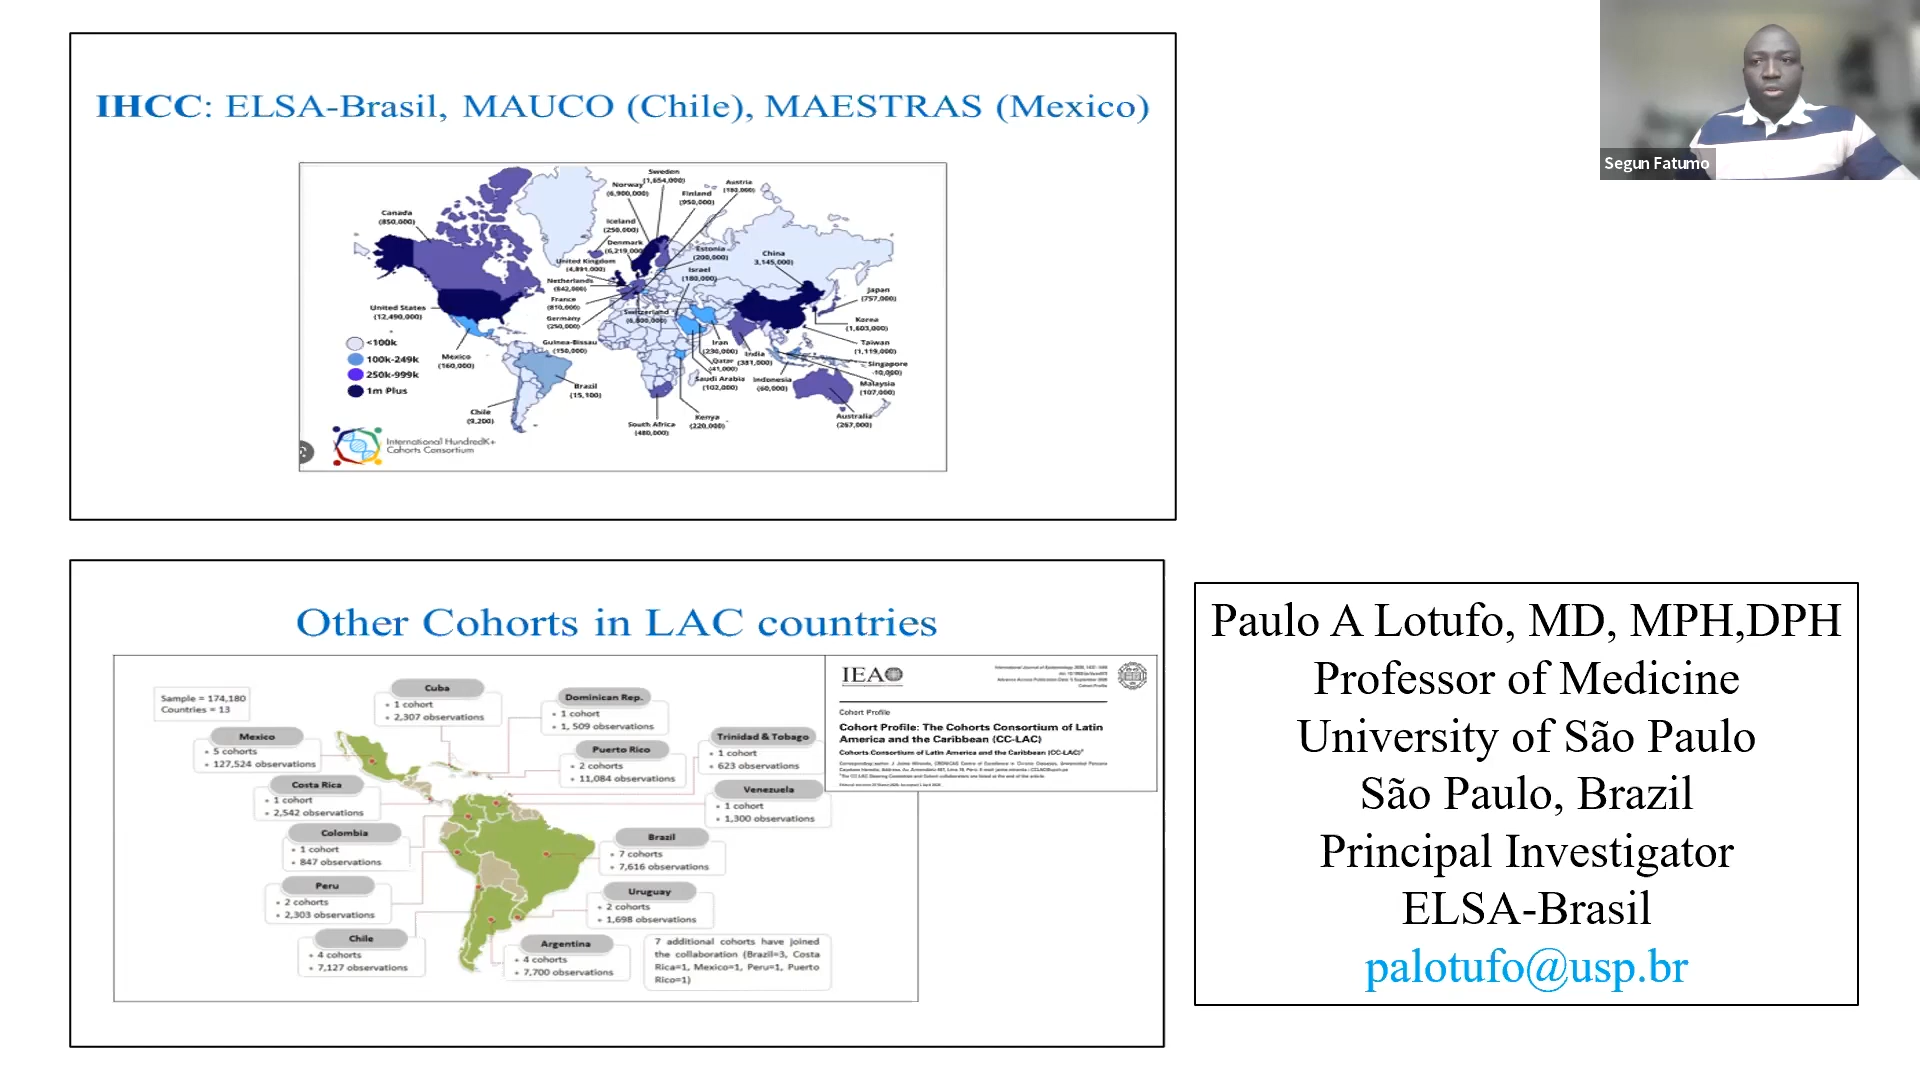 IHCC: ELSA-Brasil, MAUCO (Chile), MAESTRAS (Mexico)
Sweden
(1,654,000)
Norway
(6,900,000)
Austria
Finland
(950,000)
Canada
(850,000)
Iceland
(250,000)
Denmark
(6,219,000)
Estonia
(200,000)
China
3,145,000)
United Kingdom
(4,891,000)
Israel
(180,000)
Netherlands
(842,000)
Japan
(757,000)
France
(810,000)
United States
(12,490,000)
Germany
(250,000)
Switzerland
Korea
(1,603,000)
<100k
100k-249k
250k-999k
1m Plus
Guinea-Bissau
(150,000)
Mexico
(160,000)
Iran
(230,000)
India
(381,000)
Taiwan
(1,119,000)
Qatar
(41,000)
Singapore
Saudi Arabia
(102,000)
Indonesia
(60,000)
Malaysia
(107,000)
Brazil
(15,100)
Chile
(9,200)
South Africa
(480,000)
Kenya
(220,000)
Australia
(267,000)
International HundredK+
Cohorts Consortium
Segun Fatumo
Other Cohorts in LAC countries
Sample = 174,180
Countries = 13
Cuba
• 1 cohort
• 2,307 observations
Dominican Rep.
• 1 cohort
• 1, 509 observations
Mexico
• 5 cohorts
• 127,524 observations
Puerto Rico
• 2 cohorts
• 11,084 observations
Trinidad & Tobago
• 1 cohort
• 623 observations
Costa Rica
• 1 cohort
• 2,542 observations
Venezuela
• 1 cohort
• 1,300 observations
Colombia
• 1 cohort
• 847 observations
Brazil
• 7 cohorts
• 7,616 observations
Peru
• 2 cohorts
• 2,303 observations
Uruguay
• 2 cohorts
• 1,698 observations
Chile
• 4 cohorts
• 7,127 observations
Argentina
• 4 cohorts
• 7,700 observations
7 additional cohorts have joined
the collaboration (Brazil=3, Costa
Rica=1, Mexico=1, Peru=1, Puerto
Rico=1)
IEA
Cohort Profile
Cohort Profile
Cohort Profile: The Cohorts Consortium of Latin
America and the Caribbean (CC-LAC)
Cohorts Consortium of Latin America and the Caribbean (CC-LAC)*
Paulo A Lotufo, MD, MPH,DPH
Professor of Medicine
University of São Paulo
São Paulo, Brazil
Principal Investigator
ELSA-Brasil
palotufo@usp.br